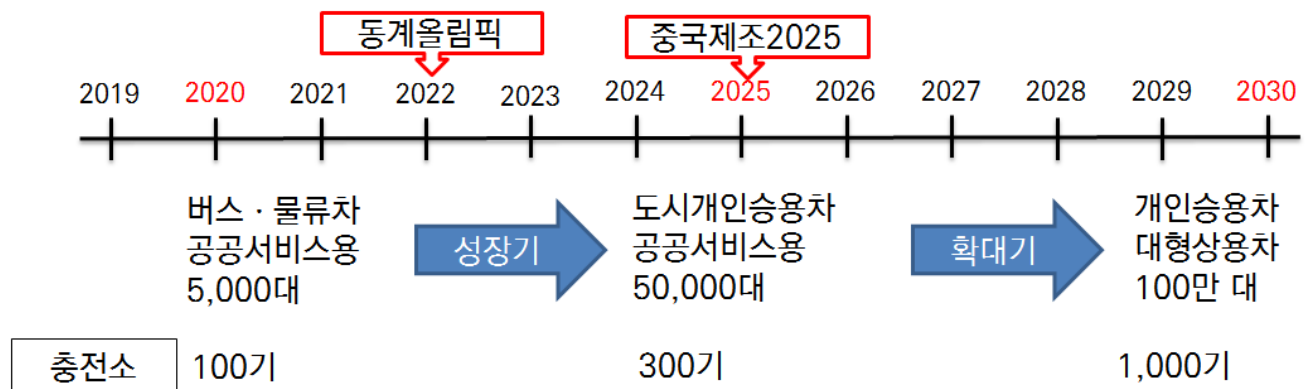 동계올림픽
중국제조2025
2019 2020 2021 2022 2023 2024 2025 2026 2027 2028 2029 2030
버스 · 물류차
공공서비스용
5,000대
성장기
도시개인승용차
공공서비스용
50,000대
확대기
개인승용차
대형상용차
100만 대
충전소 100기 300기 1,000기